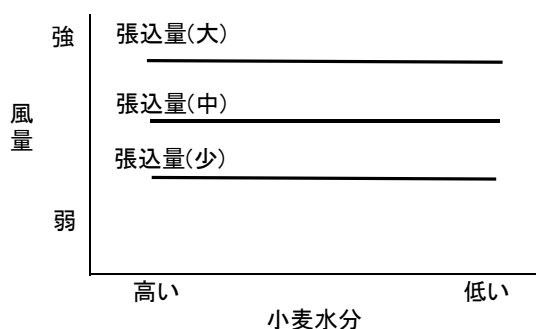 強
張込量(大)
風量
張込量(中)
張込量(少)
弱
高い
低い
小麦水分